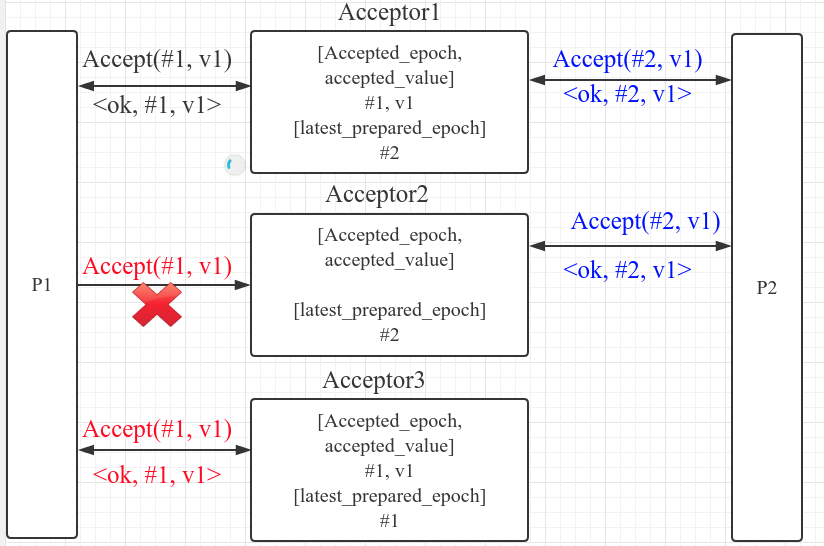 Acceptor1
Accept(#1, v1)
<ok, #1, v1>
[Accepted_epoch,
accepted_value]
#1, v1
[latest_prepared_epoch]
#2
Accept(#2, v1)
<ok, #2, v1>
Acceptor2
P1
Accept(#1, v1)
[Accepted_epoch,
accepted_value]
[latest_prepared_epoch]
#2
Accept(#2, v1)
<ok, #2, v1>
P2
Acceptor3
Accept(#1, v1)
<ok, #1, v1>
[Accepted_epoch,
accepted_value]
#1, v1
[latest_prepared_epoch]
#1